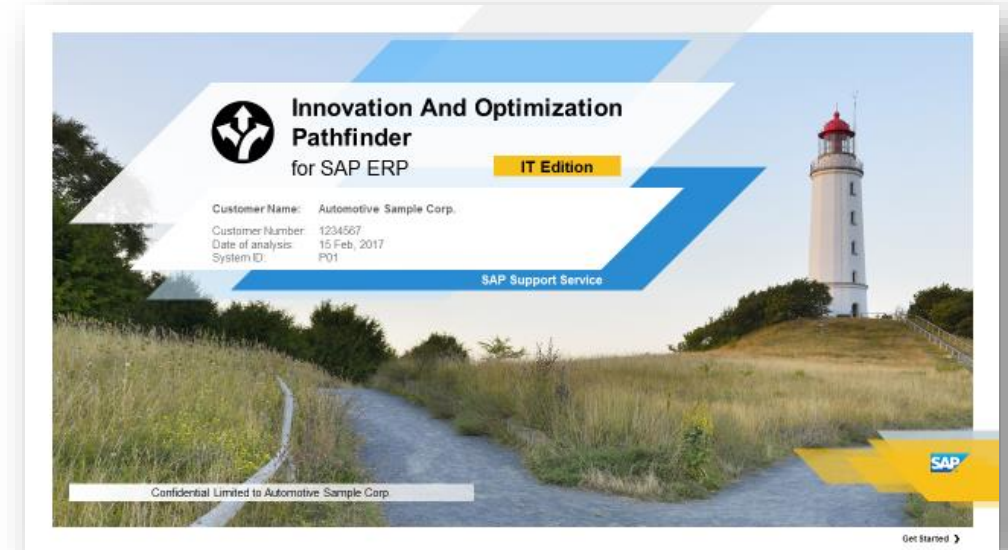 Innovation And Optimization
Pathfinder
for SAP ERP
IT Edition
Customer Name: Automotive Sample Corp.
Customer Number: 1234567
Date of analysis: 15 Feb, 2017
System ID: P01
SAP Support Service
SAP
Confidential Limited to Automotive Sample Corp.
Get Started ❯